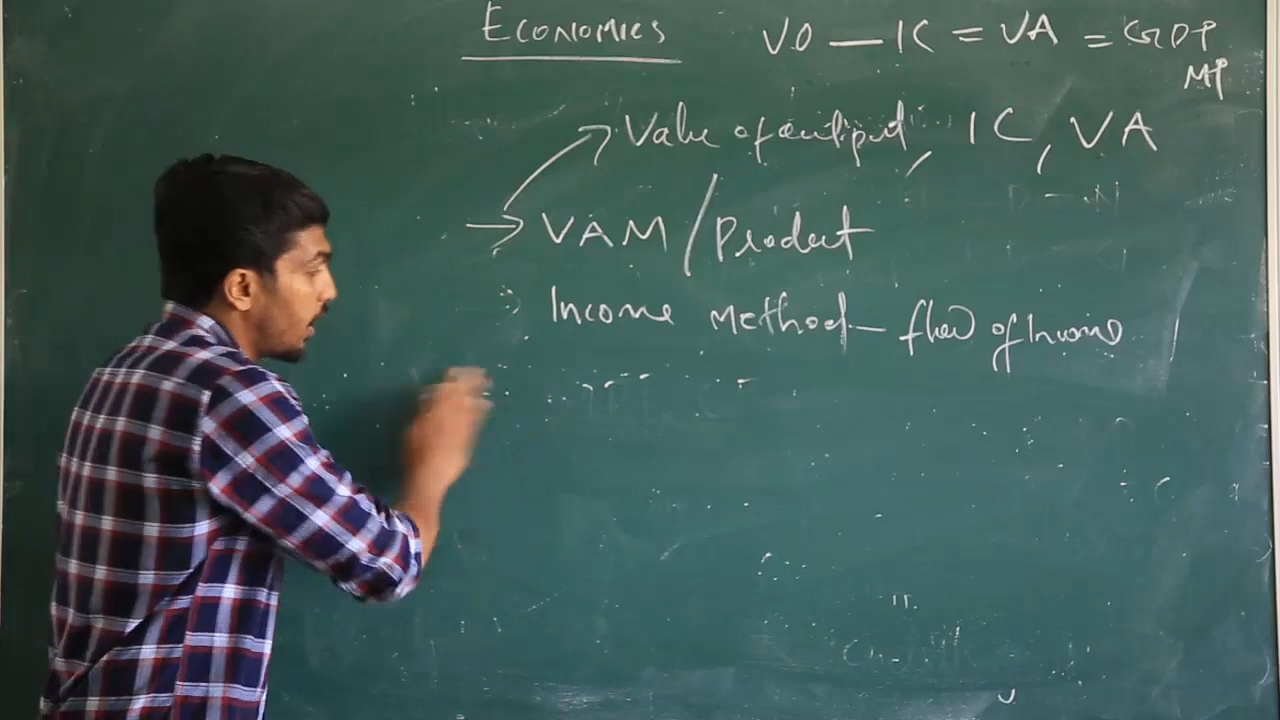 Economics
VO — IC = VA = GDP
MP
Value of output, IC, VA
→ VAM / Product
Income Method — flow of Income